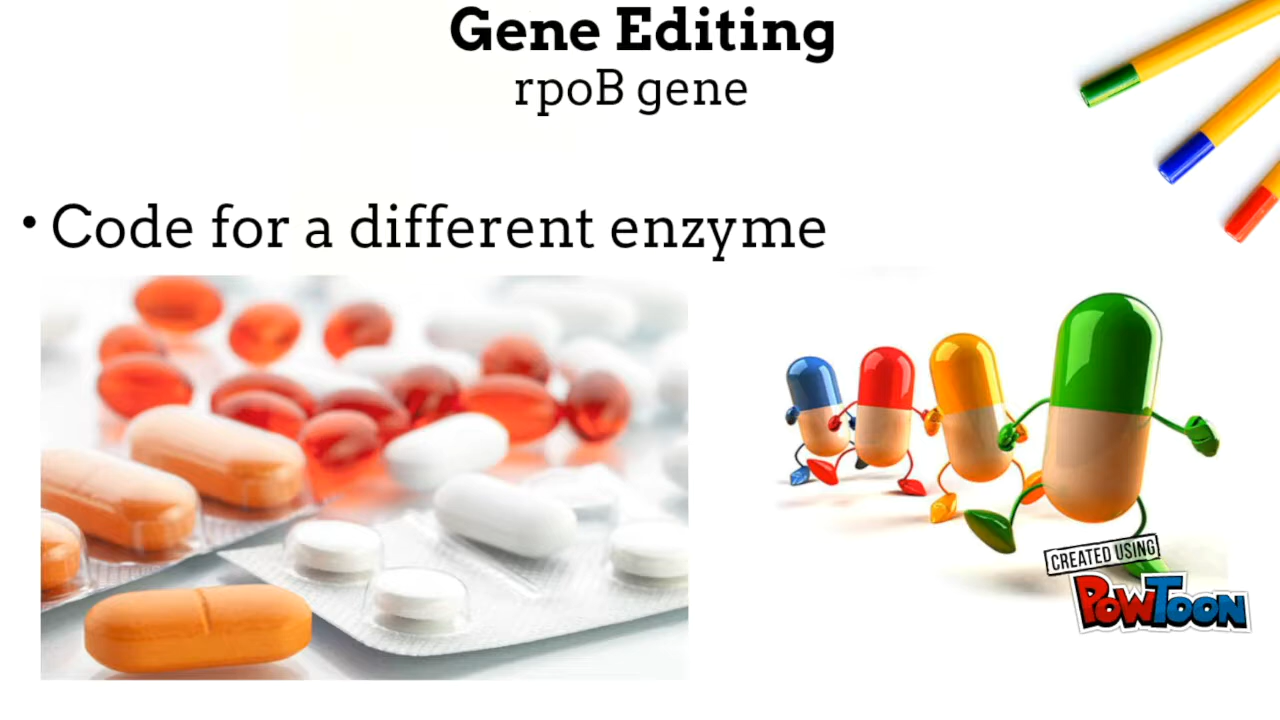 Gene Editing
rpoB gene
• Code for a different enzyme
CREATED USING
POWTOON